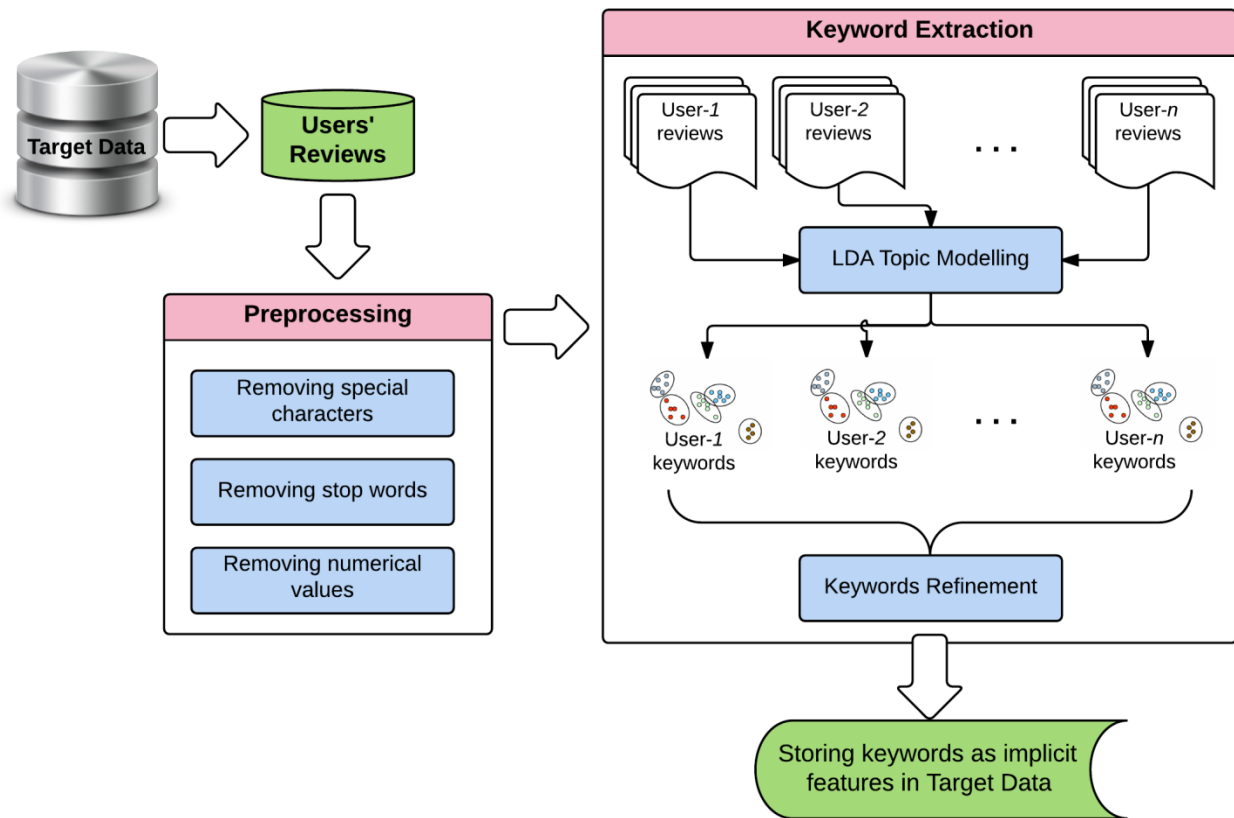 Target Data
Users'
Reviews
Preprocessing
Removing special
characters
Removing stop words
Removing numerical
values
Keyword Extraction
User-1
reviews
User-2
reviews
. . .
User-n
reviews
LDA Topic Modelling
User-1
keywords
User-2
keywords
. . .
User-n
keywords
Keywords Refinement
Storing keywords as implicit
features in Target Data